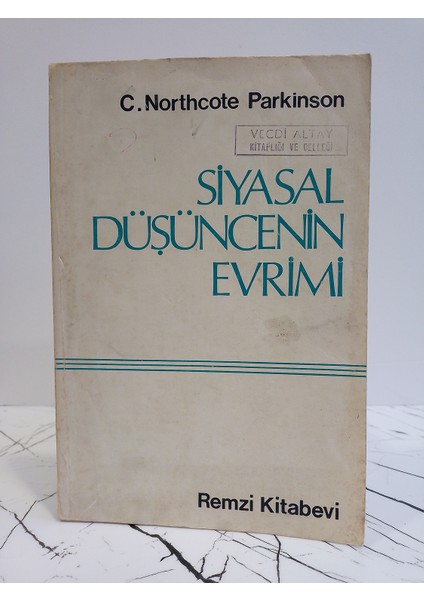 C. Northcote Parkinson
VECDİ ALTAY
KİTAPLIĞI VE BELLEĞİ
SİYASAL
DÜŞÜNCENİN
EVRİMİ
Remzi Kitabevi